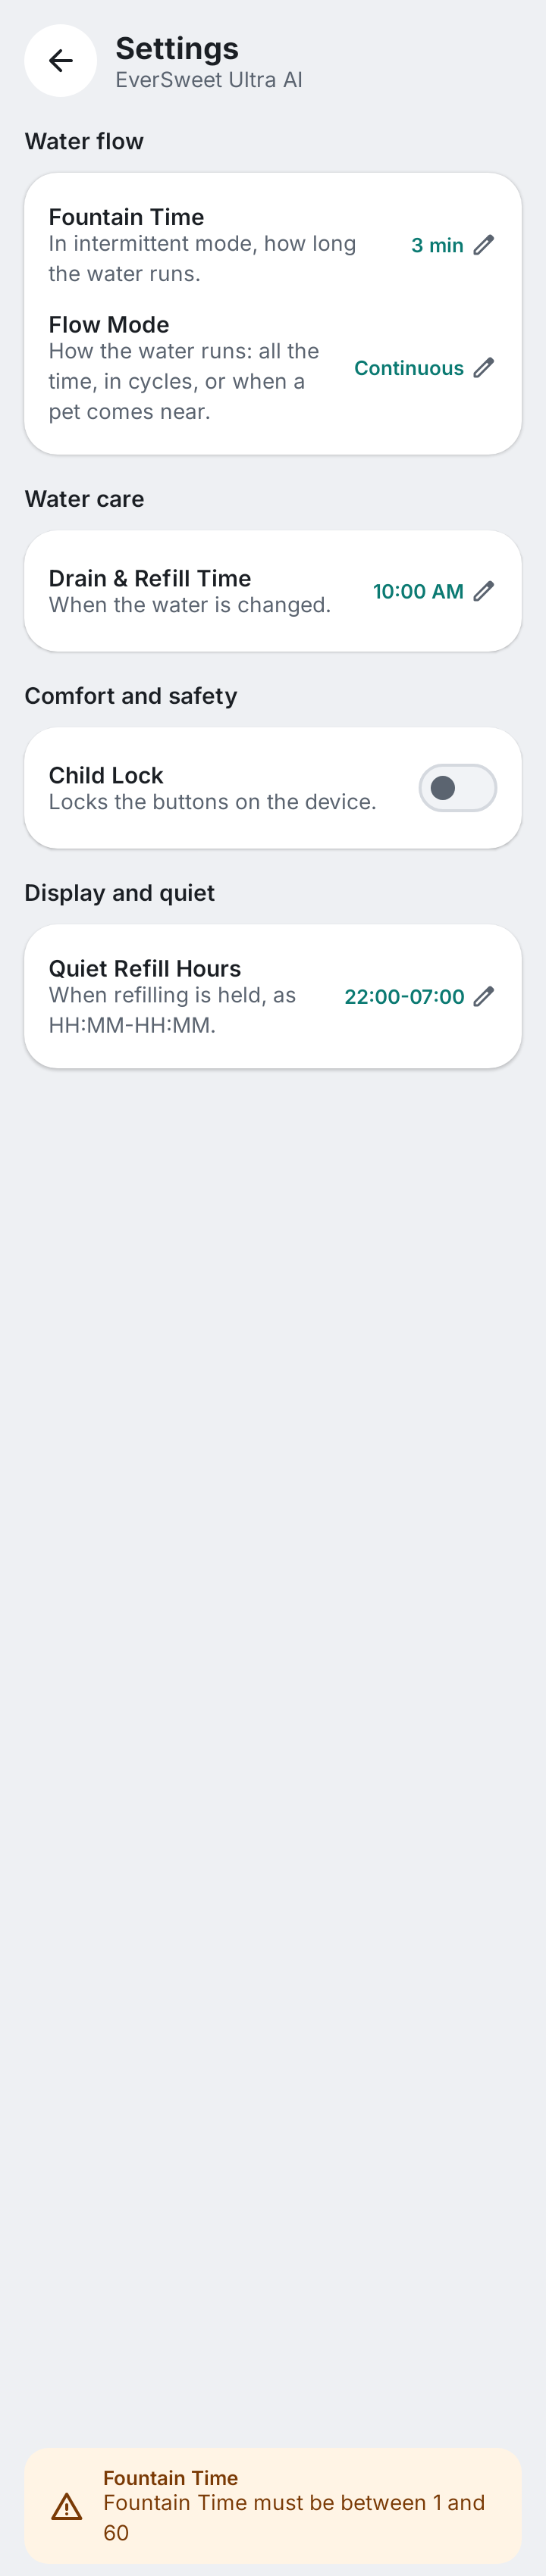 Settings
EverSweet Ultra AI
Water flow
Fountain Time
In intermittent mode, how long
the water runs.
3 min
Flow Mode
How the water runs: all the
time, in cycles, or when a
pet comes near.
Continuous
Water care
Drain & Refill Time
When the water is changed.
10:00 AM
Comfort and safety
Child Lock
Locks the buttons on the device.
Display and quiet
Quiet Refill Hours
When refilling is held, as
HH:MM-HH:MM.
22:00-07:00
Fountain Time
Fountain Time must be between 1 and
60